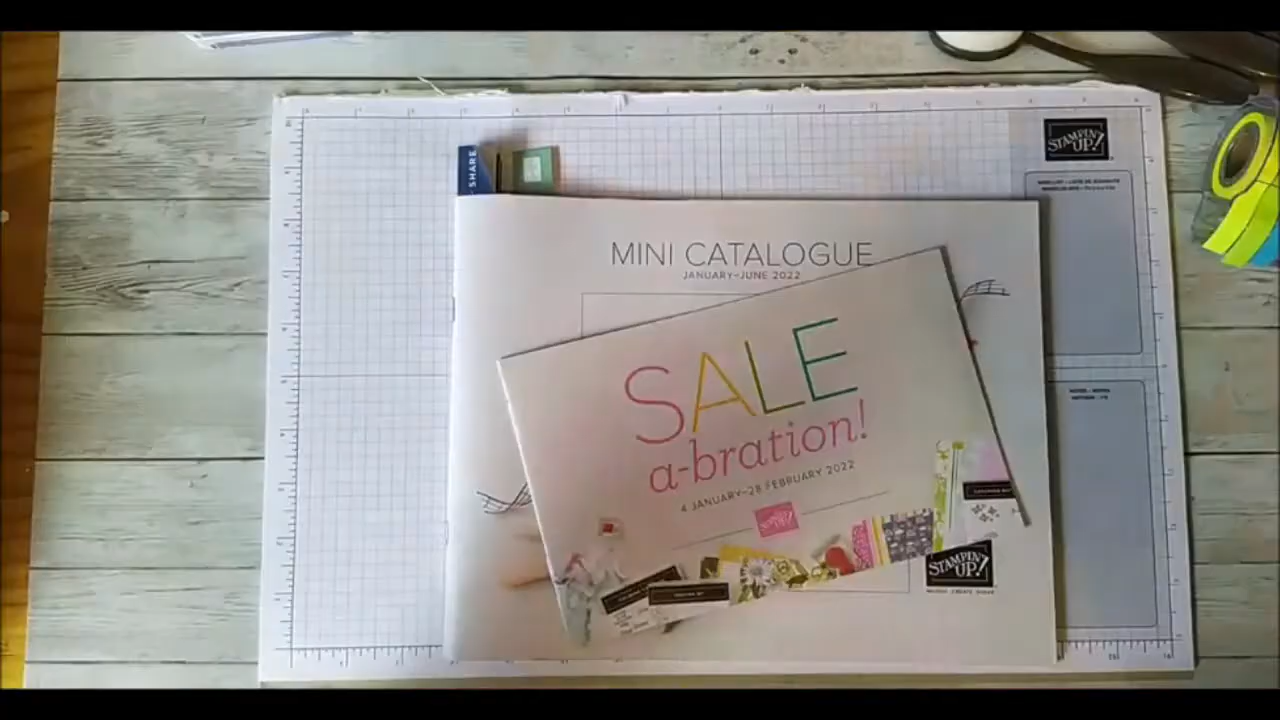 STAMPIN' UP!
SHARE
MINI CATALOGUE
JANUARY–JUNE 2022
SALE
a-bration!
4 JANUARY–28 FEBRUARY 2022
STAMPIN' UP!